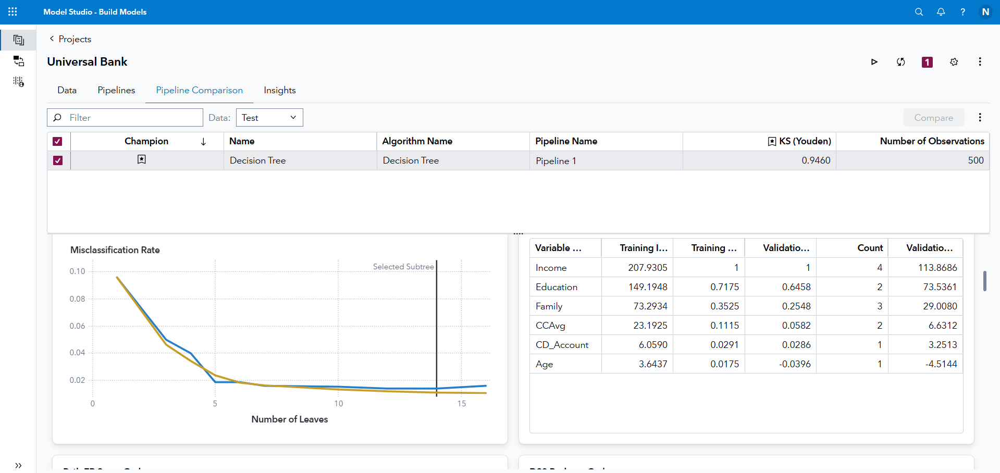 Model Studio - Build Models
?
N
Projects
Universal Bank
1
Data
Pipelines
Pipeline Comparison
Insights
Filter
Data:
Test
Compare
Champion Name Algorithm Name Pipeline Name KS (Youden) Number of Observations
Decision Tree Decision Tree Pipeline 1 0.9460 500
Misclassification Rate
Selected Subtree
0.10
0.08
0.06
0.04
0.02
0 5 10 15
Number of Leaves
Variable ... Training I... Training ... Validatio... Count Validatio...
Income 207.9305 1 1 4 113.8686
Education 149.1948 0.7175 0.6458 2 73.5361
Family 73.2934 0.3525 0.2548 3 29.0080
CCAvg 23.1925 0.1115 0.0582 2 6.6312
CD_Account 6.0590 0.0291 0.0286 1 3.2513
Age 3.6437 0.0175 -0.0396 1 -4.5144